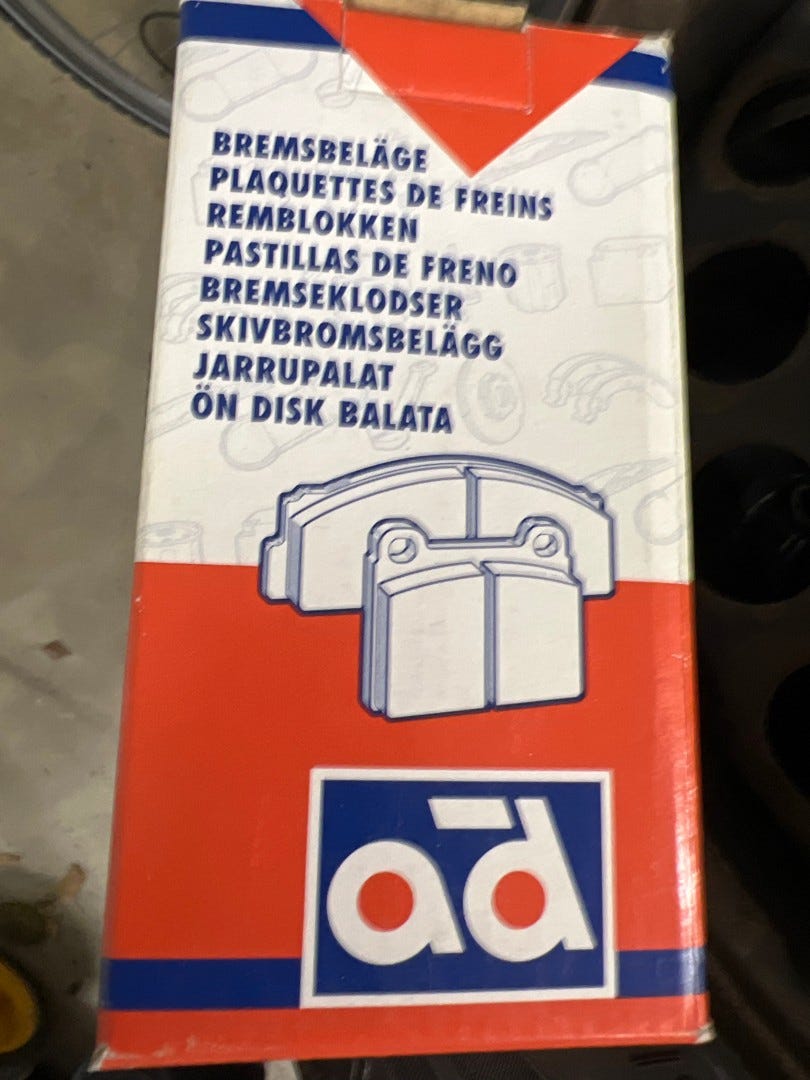 BREMSBELÄGE
PLAQUETTES DE FREINS
REMBLOKKEN
PASTILLAS DE FRENO
BREMSEKLODSER
SKIVBROMSBELÄGG
JARRUPALAT
ÖN DISK BALATA
ad